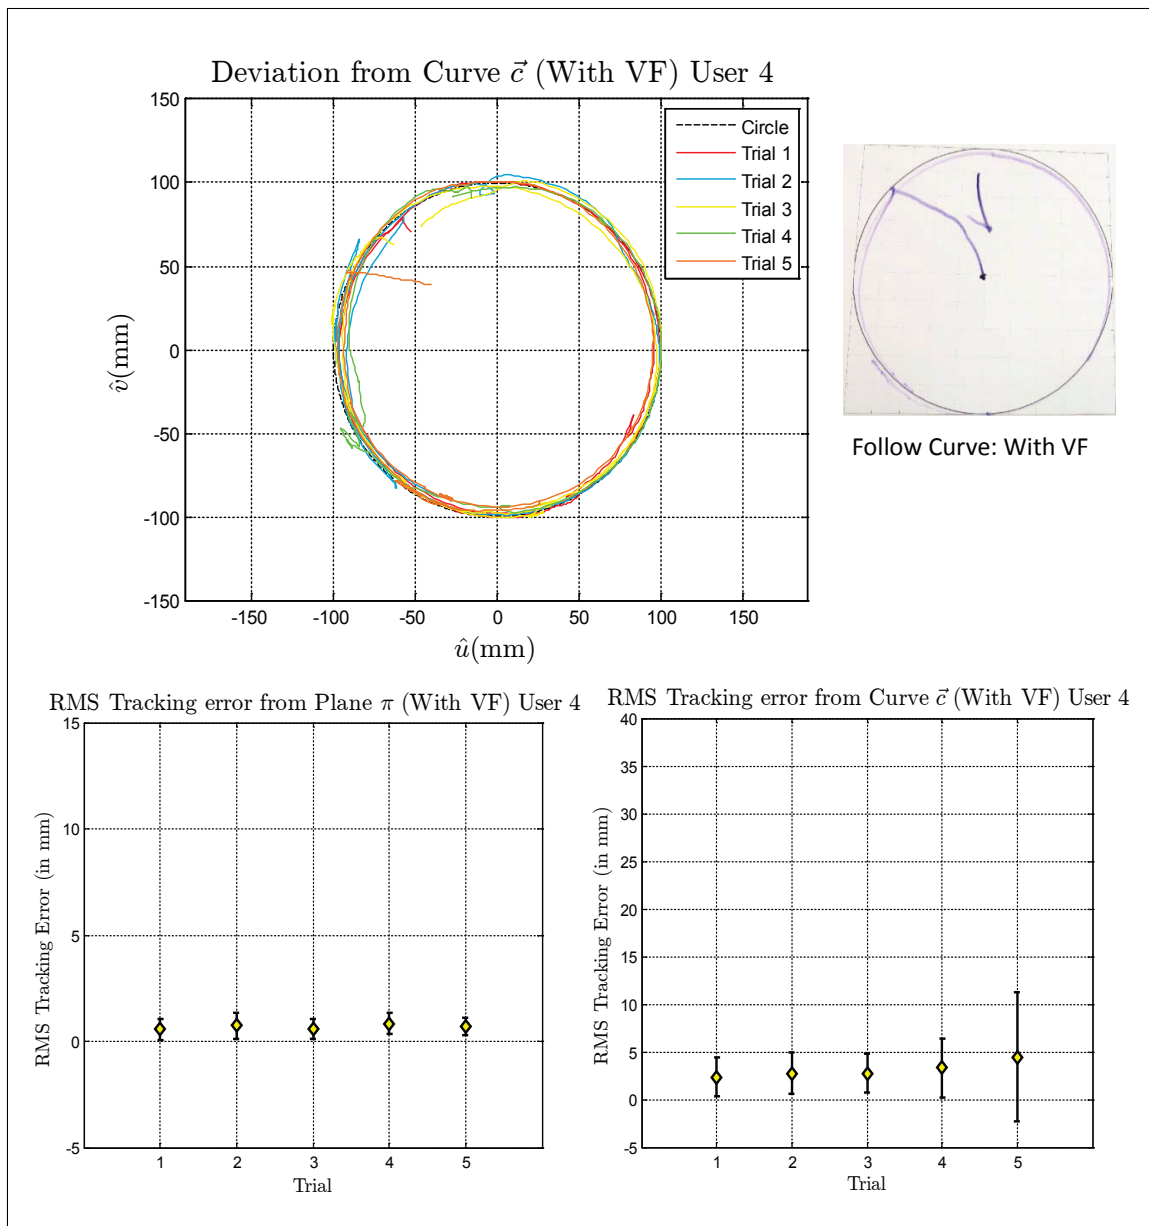 Deviation from Curve c⃗ (With VF) User 4
150
100
50
0
-50
-100
-150
v̂(mm)
-150 -100 -50 0 50 100 150
û(mm)
Circle
Trial 1
Trial 2
Trial 3
Trial 4
Trial 5
Follow Curve: With VF
RMS Tracking error from Plane π (With VF) User 4
15
10
5
0
-5
RMS Tracking Error (in mm)
1 2 3 4 5
Trial
RMS Tracking error from Curve c⃗ (With VF) User 4
40
35
30
25
20
15
10
5
0
-5
RMS Tracking Error (in mm)
1 2 3 4 5
Trial